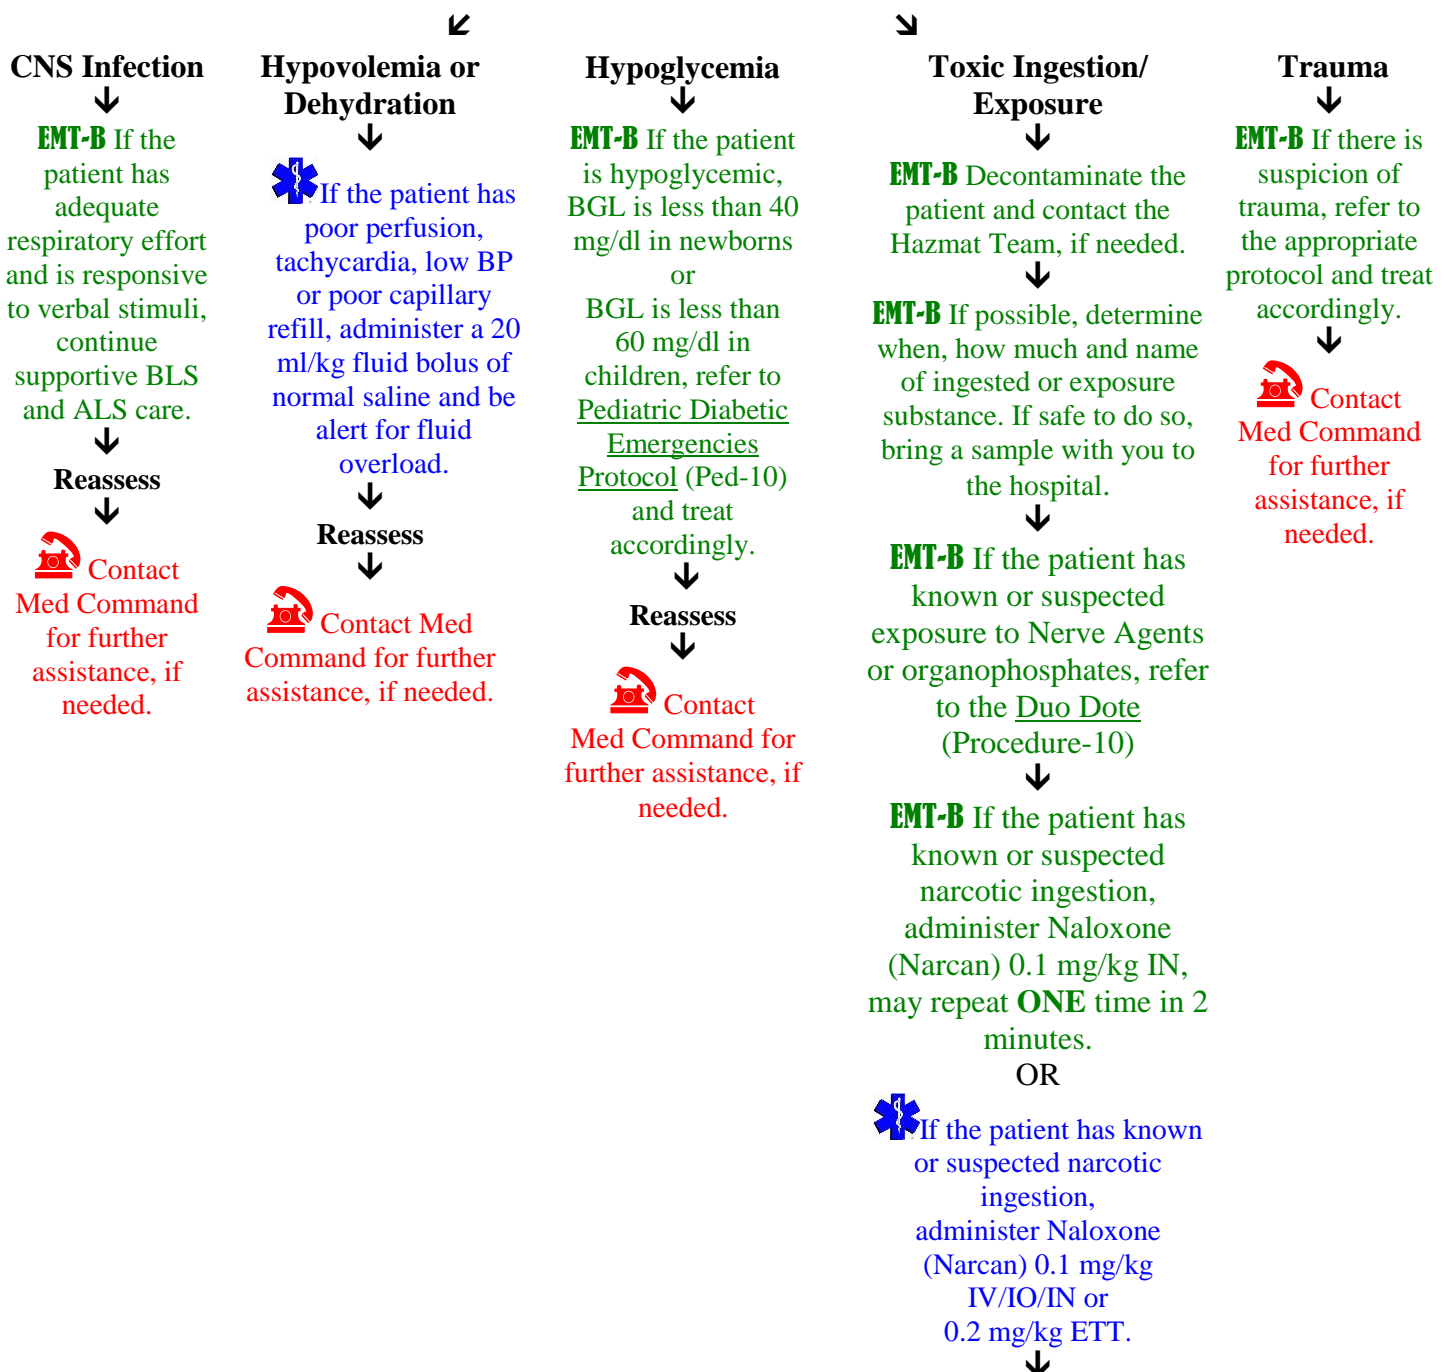 CNS Infection
EMT-B If the
patient has
adequate
respiratory effort
and is responsive
to verbal stimuli,
continue
supportive BLS
and ALS care.
Reassess
Contact
Med Command
for further
assistance, if
needed.
Hypovolemia or
Dehydration
If the patient has
poor perfusion,
tachycardia, low BP
or poor capillary
refill, administer a 20
ml/kg fluid bolus of
normal saline and be
alert for fluid
overload.
Reassess
Contact Med
Command for further
assistance, if needed.
Hypoglycemia
EMT-B If the patient
is hypoglycemic,
BGL is less than 40
mg/dl in newborns
or
BGL is less than
60 mg/dl in
children, refer to
Pediatric Diabetic
Emergencies
Protocol (Ped-10)
and treat
accordingly.
Reassess
Contact
Med Command for
further assistance, if
needed.
Toxic Ingestion/
Exposure
EMT-B Decontaminate the
patient and contact the
Hazmat Team, if needed.
EMT-B If possible, determine
when, how much and name
of ingested or exposure
substance. If safe to do so,
bring a sample with you to
the hospital.
EMT-B If the patient has
known or suspected
exposure to Nerve Agents
or organophosphates, refer
to the Duo Dote
(Procedure-10)
EMT-B If the patient has
known or suspected
narcotic ingestion,
administer Naloxone
(Narcan) 0.1 mg/kg IN,
may repeat ONE time in 2
minutes.
OR
If the patient has known
or suspected narcotic
ingestion,
administer Naloxone
(Narcan) 0.1 mg/kg
IV/IO/IN or
0.2 mg/kg ETT.
Trauma
EMT-B If there is
suspicion of
trauma, refer to
the appropriate
protocol and treat
accordingly.
Contact
Med Command
for further
assistance, if
needed.